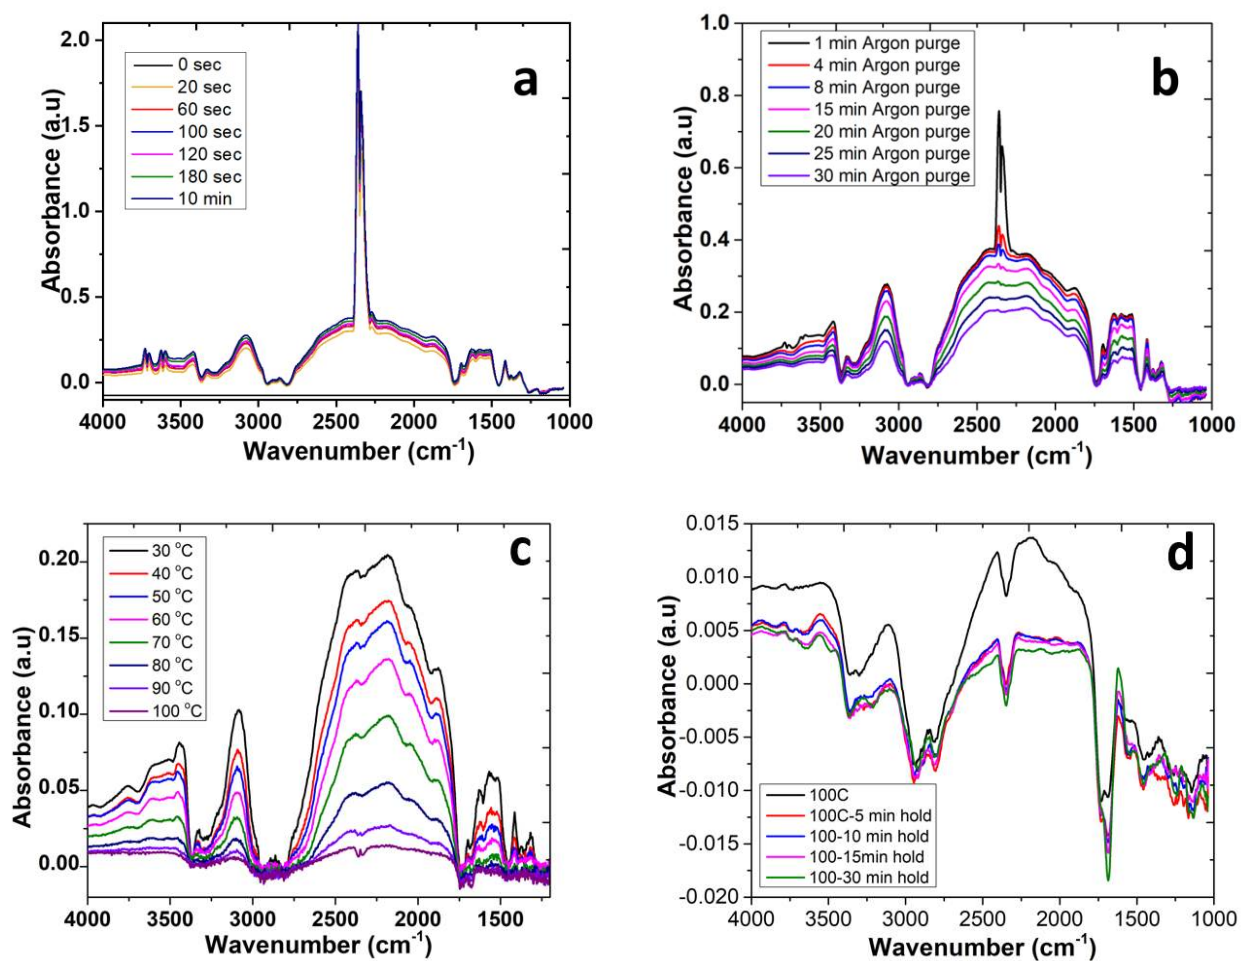 a
2.0
1.5
1.0
0.5
0.0
Absorbance (a.u)
0 sec
20 sec
60 sec
100 sec
120 sec
180 sec
10 min
4000 3500 3000 2500 2000 1500 1000
Wavenumber (cm-1)
b
1.0
0.8
0.6
0.4
0.2
0.0
Absorbance (a.u)
1 min Argon purge
4 min Argon purge
8 min Argon purge
15 min Argon purge
20 min Argon purge
25 min Argon purge
30 min Argon purge
4000 3500 3000 2500 2000 1500 1000
Wavenumber (cm-1)
c
0.20
0.15
0.10
0.05
0.00
Absorbance (a.u)
30 °C
40 °C
50 °C
60 °C
70 °C
80 °C
90 °C
100 °C
4000 3500 3000 2500 2000 1500
Wavenumber (cm-1)
d
0.015
0.010
0.005
0.000
-0.005
-0.010
-0.015
-0.020
Absorbance (a.u)
100C
100C-5 min hold
100-10 min hold
100-15min hold
100-30 min hold
4000 3500 3000 2500 2000 1500 1000
Wavenumber (cm-1)